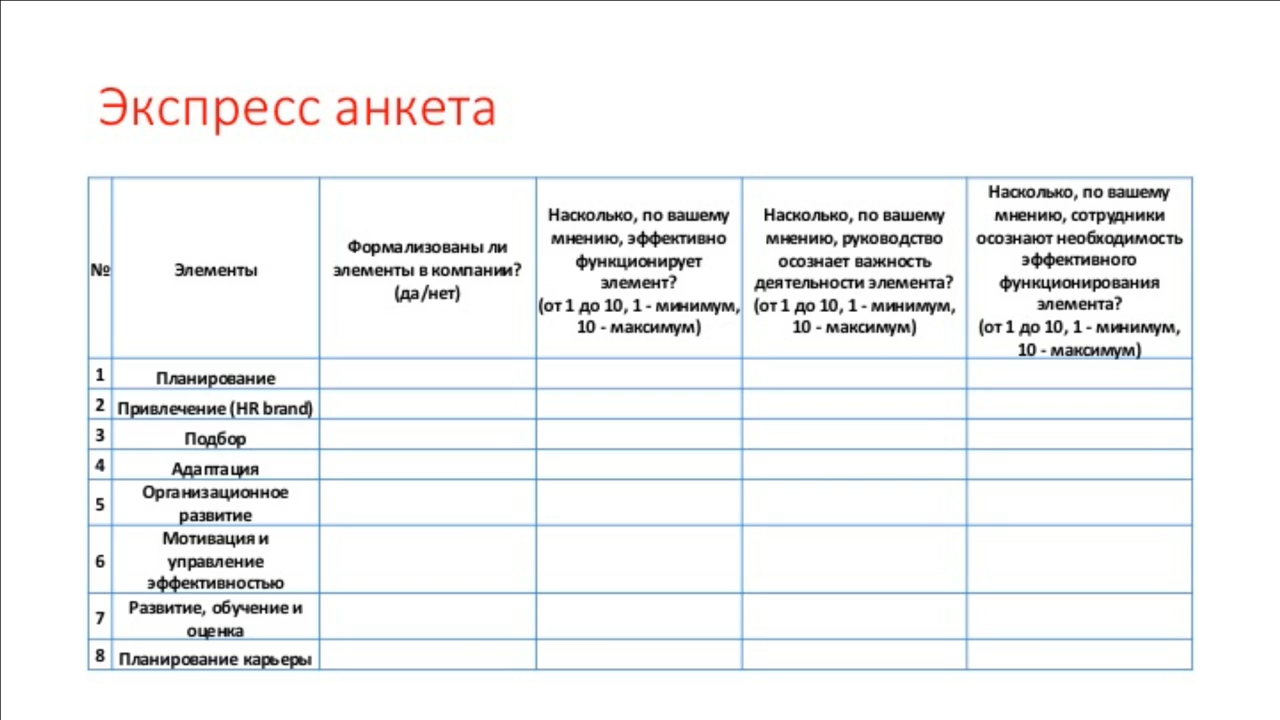 Экспресс анкета
№
Элементы
Формализованы ли
элементы в компании?
(да/нет)
Насколько, по вашему
мнению, эффективно
функционирует
элемент?
(от 1 до 10, 1 - минимум,
10 - максимум)
Насколько, по вашему
мнению, руководство
осознает важность
деятельности элемента?
(от 1 до 10, 1 - минимум,
10 - максимум)
Насколько, по вашему
мнению, сотрудники
осознают необходимость
эффективного
функционирования
элемента?
(от 1 до 10, 1 - минимум,
10 - максимум)
1 Планирование
2 Привлечение (HR brand)
3 Подбор
4 Адаптация
5 Организационное
развитие
6 Мотивация и
управление
эффективностью
7 Развитие, обучение и
оценка
8 Планирование карьеры